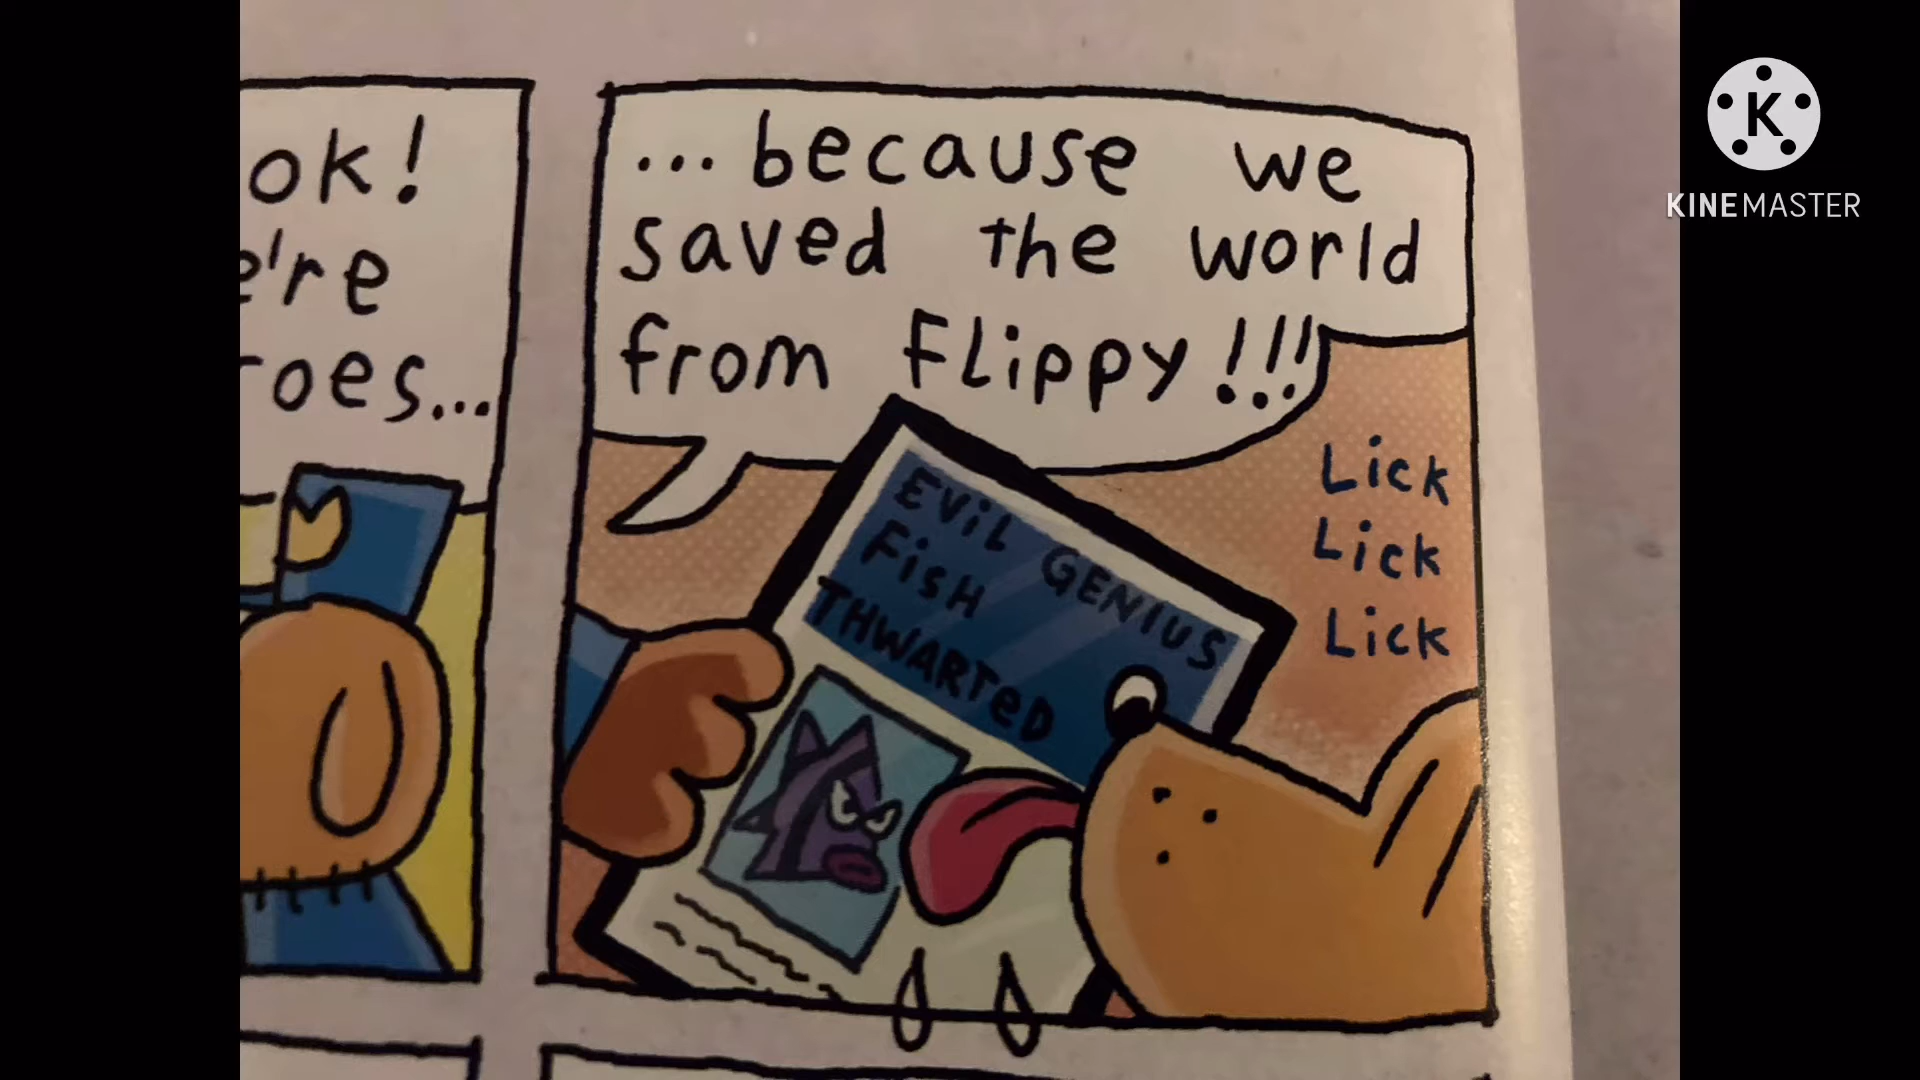 ok!
e're
roes...
...because we
saved the world
from Flippy!!!
EViL GENIUS
FiSH
THWARTeD
Lick
Lick
Lick
K
KINEMASTER